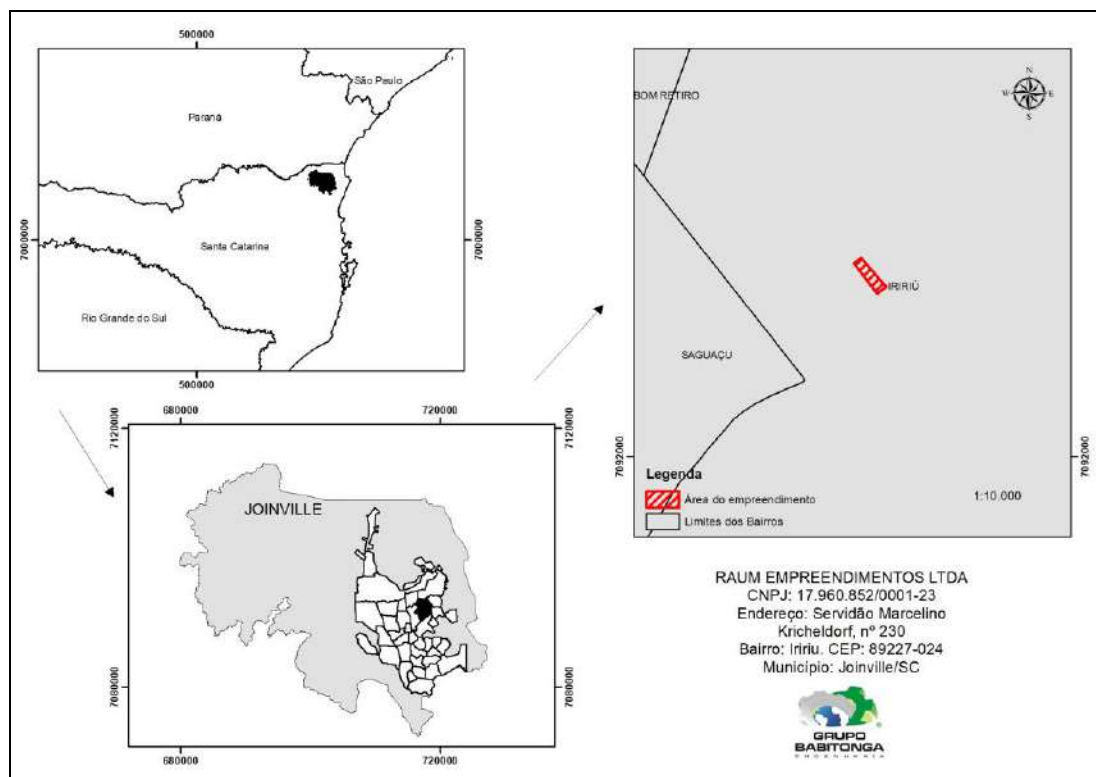 500000
São Paulo
Paraná
7000000
Santa Catarina
7000000
Rio Grande do Sul
500000
680000
720000
7120000
7120000
JOINVILLE
7080000
7080000
680000
720000
BOM RETIRO
N
W
E
S
IRIRIÚ
SAGUAÇU
7092000
7092000
Legenda
Área do empreendimento
Limites dos Bairros
1:10.000
RAUM EMPREENDIMENTOS LTDA
CNPJ: 17.960.852/0001-23
Endereço: Servidão Marcelino
Kricheldorf, nº 230
Bairro: Iririu. CEP: 89227-024
Município: Joinville/SC
GRUPO
BABITONGA
ENGENHARIA